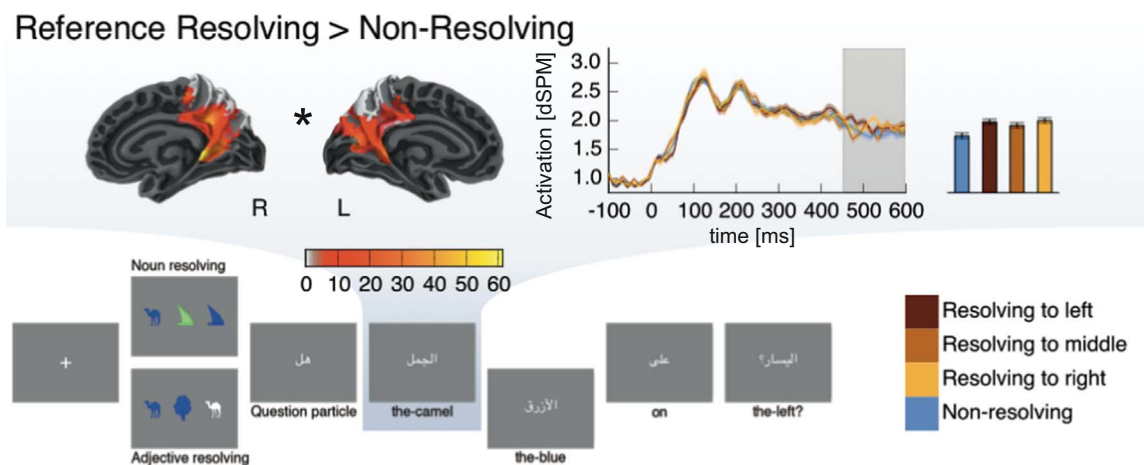 Reference Resolving > Non-Resolving
*
R
L
Activation [dSPM]
3.0
2.5
2.0
1.5
1.0
-100 0 100 200 300 400 500 600
time [ms]
0 10 20 30 40 50 60
Noun resolving
+
هل
الجمل
الأزرق
على
اليسار؟
Question particle
the-camel
the-blue
on
the-left?
Adjective resolving
Resolving to left
Resolving to middle
Resolving to right
Non-resolving